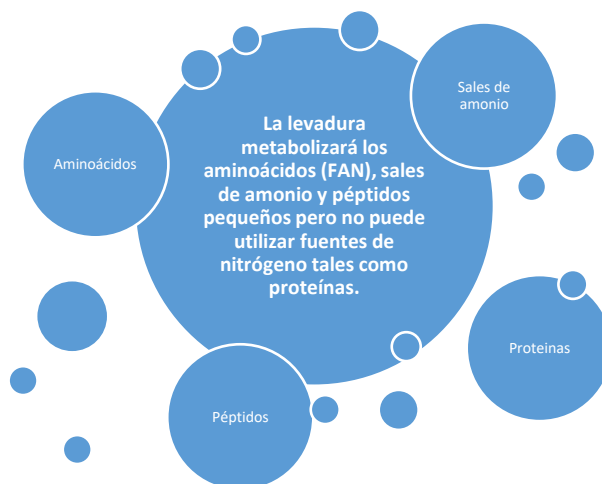 Sales de
amonio
La levadura
metabolizará los
aminoácidos (FAN), sales
de amonio y péptidos
pequeños pero no puede
utilizar fuentes de
nitrógeno tales como
proteínas.
Aminoácidos
Proteinas
Péptidos